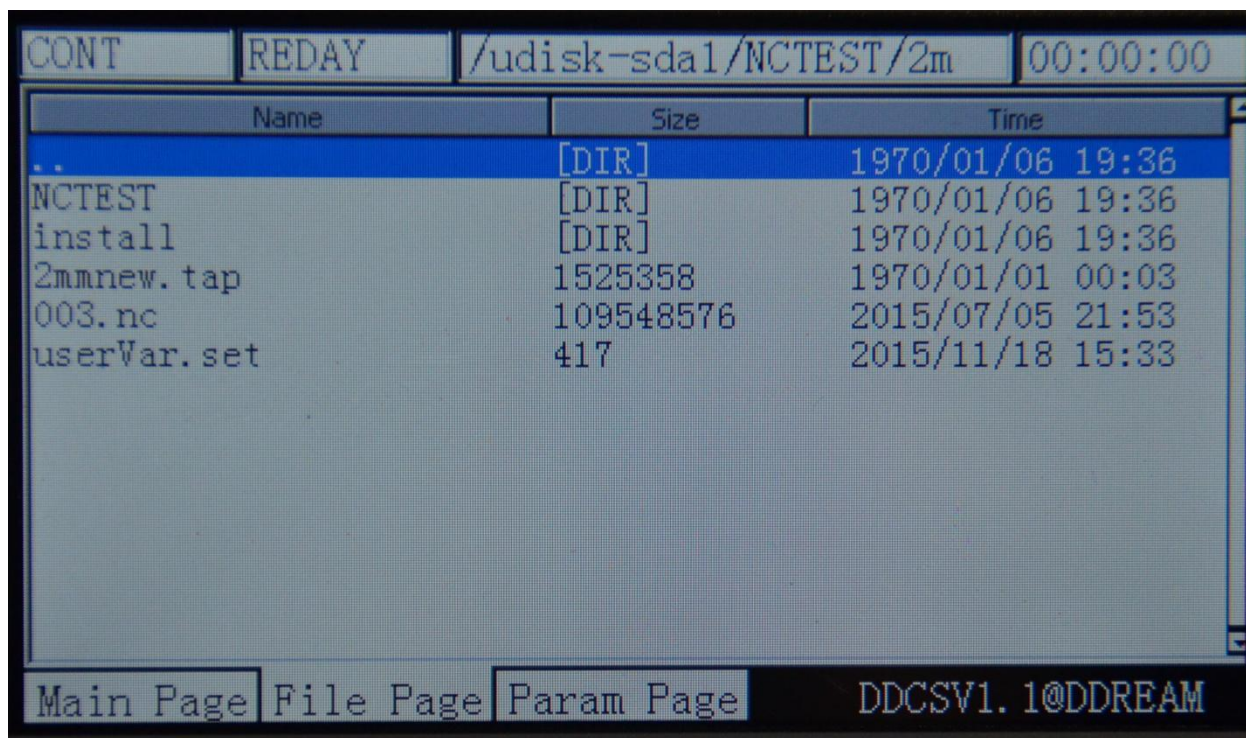 CONT REDAY /udisk-sda1/NCTEST/2m 00:00:00
Name Size Time
.. [DIR] 1970/01/06 19:36
NCTEST [DIR] 1970/01/06 19:36
install [DIR] 1970/01/06 19:36
2mmnew.tap 1525358 1970/01/01 00:03
003.nc 109548576 2015/07/05 21:53
userVar.set 417 2015/11/18 15:33
Main Page File Page Param Page DDCSV1.1@DDREAM